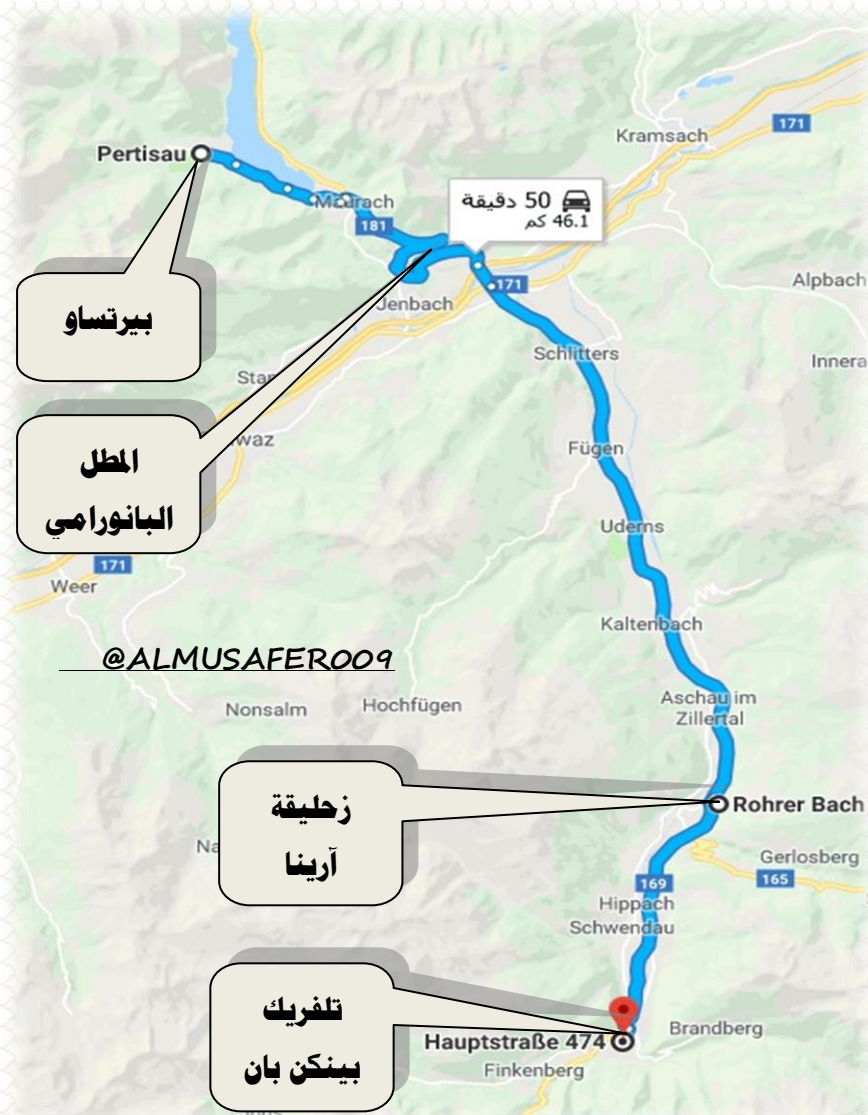 Kramsach
171
Pertisau
Maurach
50 دقيقة
46.1 كم
181
171
Alpbach
Jenbach
بيرتساو
Schlitters
Innera
Star
المطل
البانورامي
waz
Fügen
Uderns
171
Weer
Kaltenbach
@ALMUSAFER009
Aschau im
Zillertal
Nonsalm
Hochfügen
زحليقة
آرينا
Rohrer Bach
Na
Gerlosberg
169
165
Hippach
Schwendau
تلفريك
بينكن بان
Hauptstraße 474
Brandberg
Finkenberg